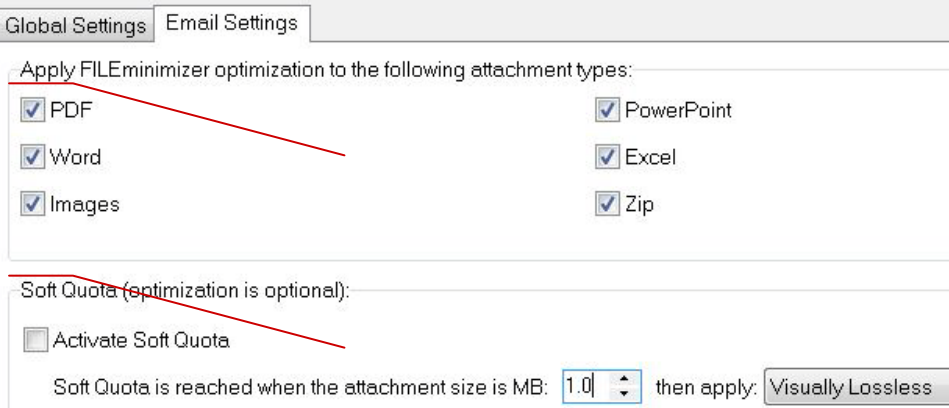 Global Settings Email Settings
Apply FILEminimizer optimization to the following attachment types:
PDF PowerPoint
Word Excel
Images Zip
Soft Quota (optimization is optional):
Activate Soft Quota
Soft Quota is reached when the attachment size is MB: 1.0 then apply: Visually Lossless